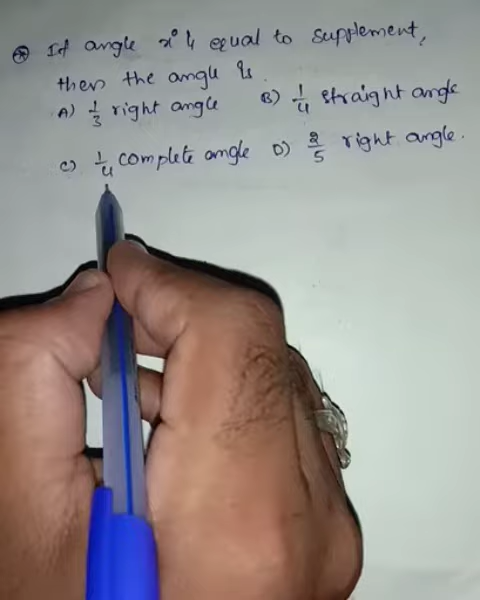 If angle x° is equal to supplement,
then the angle is.
A) 1/3 right angle B) 1/4 straight angle
C) 1/4 complete angle D) 2/5 right angle.